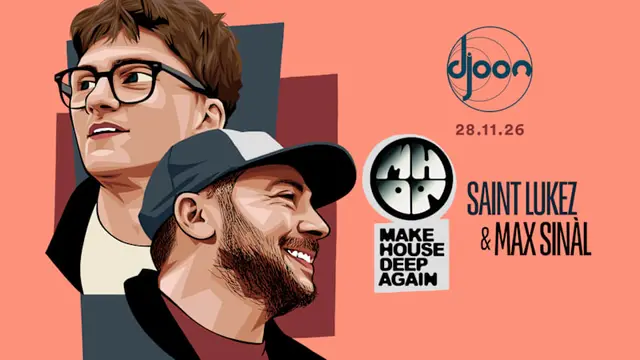 djoon
28.11.26
MH
DA
MAKE
HOUSE
DEEP
AGAIN
SAINT LUKEZ
& MAX SINÀL